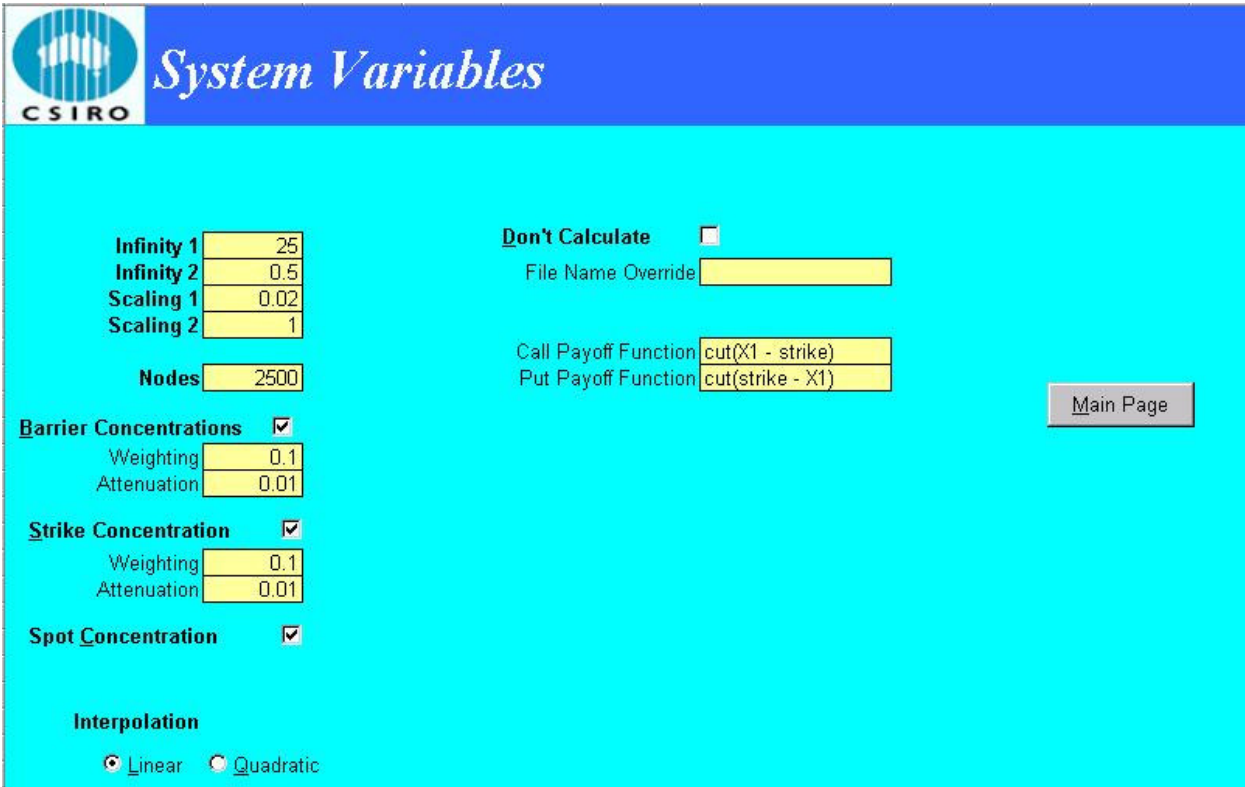 CSIRO
System Variables
Infinity 1 25
Infinity 2 0.5
Scaling 1 0.02
Scaling 2 1
Nodes 2500
Barrier Concentrations
Weighting 0.1
Attenuation 0.01
Strike Concentration
Weighting 0.1
Attenuation 0.01
Spot Concentration
Interpolation
Linear Quadratic
Don't Calculate
File Name Override
Call Payoff Function cut(X1 - strike)
Put Payoff Function cut(strike - X1)
Main Page